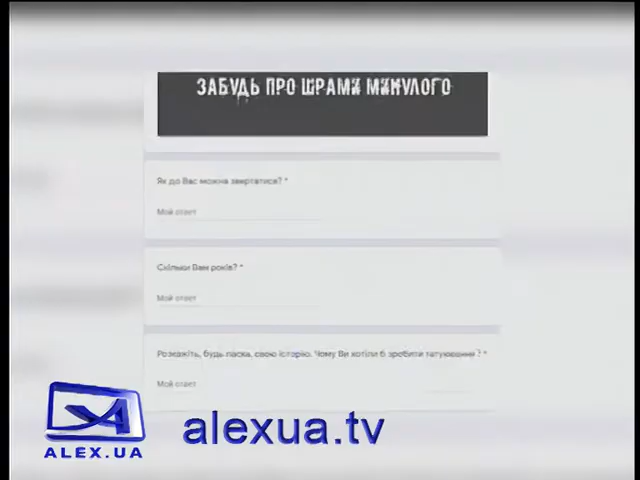 ЗАБУДЬ ПРО ШРАМИ МИНУЛОГО
Як до Вас можна звертатися? *
Мой ответ
Скільки Вам років? *
Мой ответ
Розкажіть, будь ласка, свою історію. Чому Ви хотіли б зробити татуювання? *
Мой ответ
ALEX.UA
alexua.tv